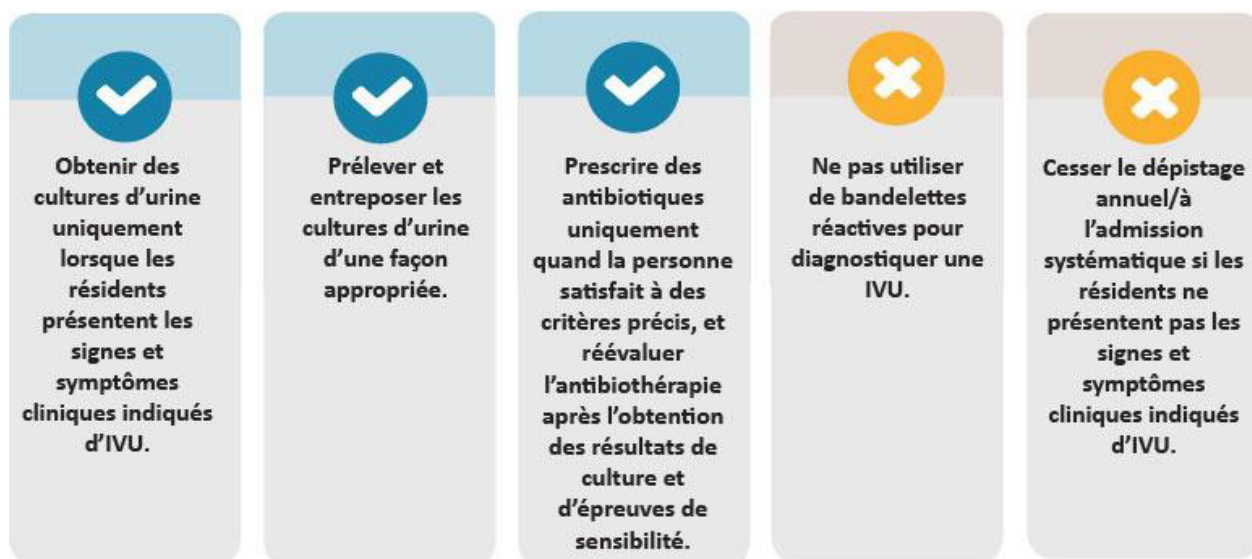 Obtenir des
cultures d'urine
uniquement
lorsque les
résidents
présentent les
signes et
symptômes
cliniques indiqués
d'IVU.
Prélever et
entreposer les
cultures d'urine
d'une façon
appropriée.
Prescrire des
antibiotiques
uniquement
quand la personne
satisfait à des
critères précis, et
réévaluer
l'antibiothérapie
après l'obtention
des résultats de
culture et
d'épreuves de
sensibilité.
Ne pas utiliser
de bandelettes
réactives pour
diagnostiquer une
IVU.
Cesser le dépistage
annuel/à
l'admission
systématique si les
résidents ne
présentent pas les
signes et
symptômes
cliniques indiqués
d'IVU.